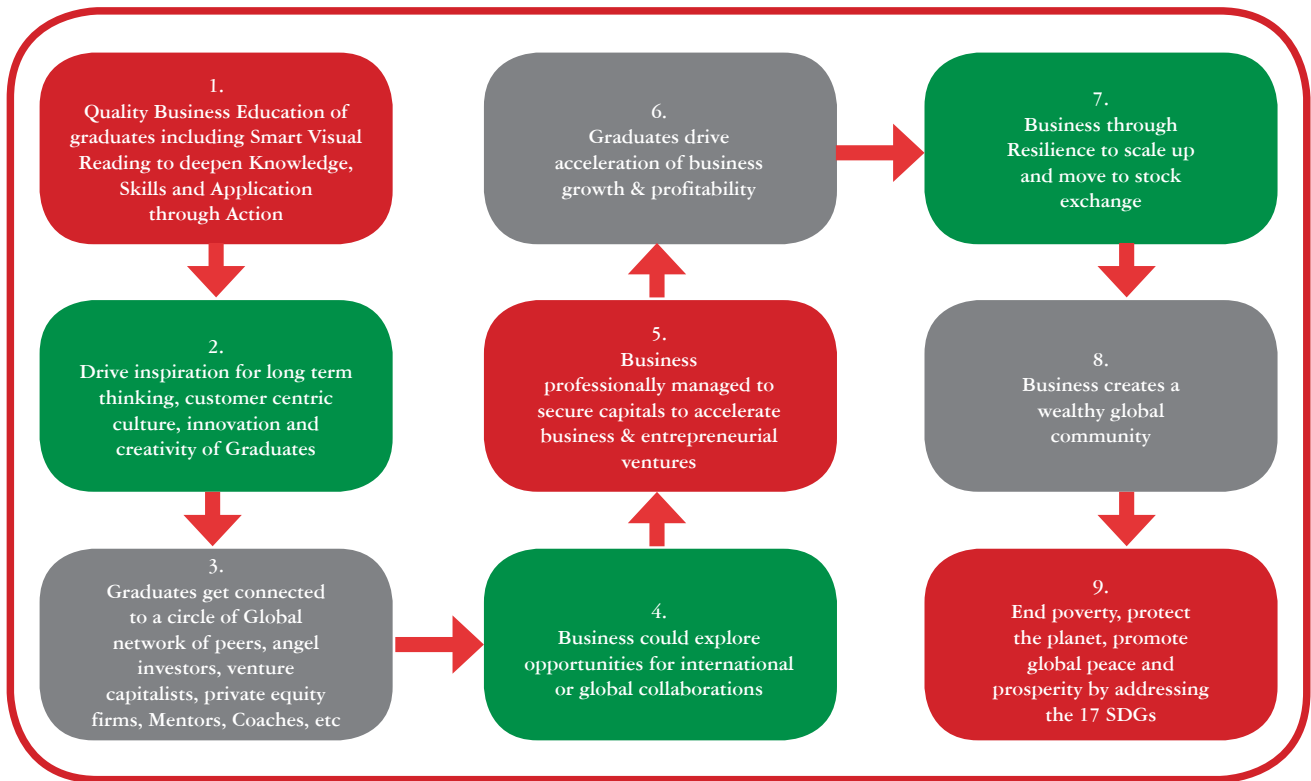 1.
Quality Business Education of
graduates including Smart Visual
Reading to deepen Knowledge,
Skills and Application
through Action
2.
Drive inspiration for long term
thinking, customer centric
culture, innovation and
creativity of Graduates
3.
Graduates get connected
to a circle of Global
network of peers, angel
investors, venture
capitalists, private equity
firms, Mentors, Coaches, etc
4.
Business could explore
opportunities for international
or global collaborations
5.
Business
professionally managed to
secure capitals to accelerate
business & entrepreneurial
ventures
6.
Graduates drive
acceleration of business
growth & profitability
7.
Business through
Resilience to scale up
and move to stock
exchange
8.
Business creates a
wealthy global
community
9.
End poverty, protect
the planet, promote
global peace and
prosperity by addressing
the 17 SDGs